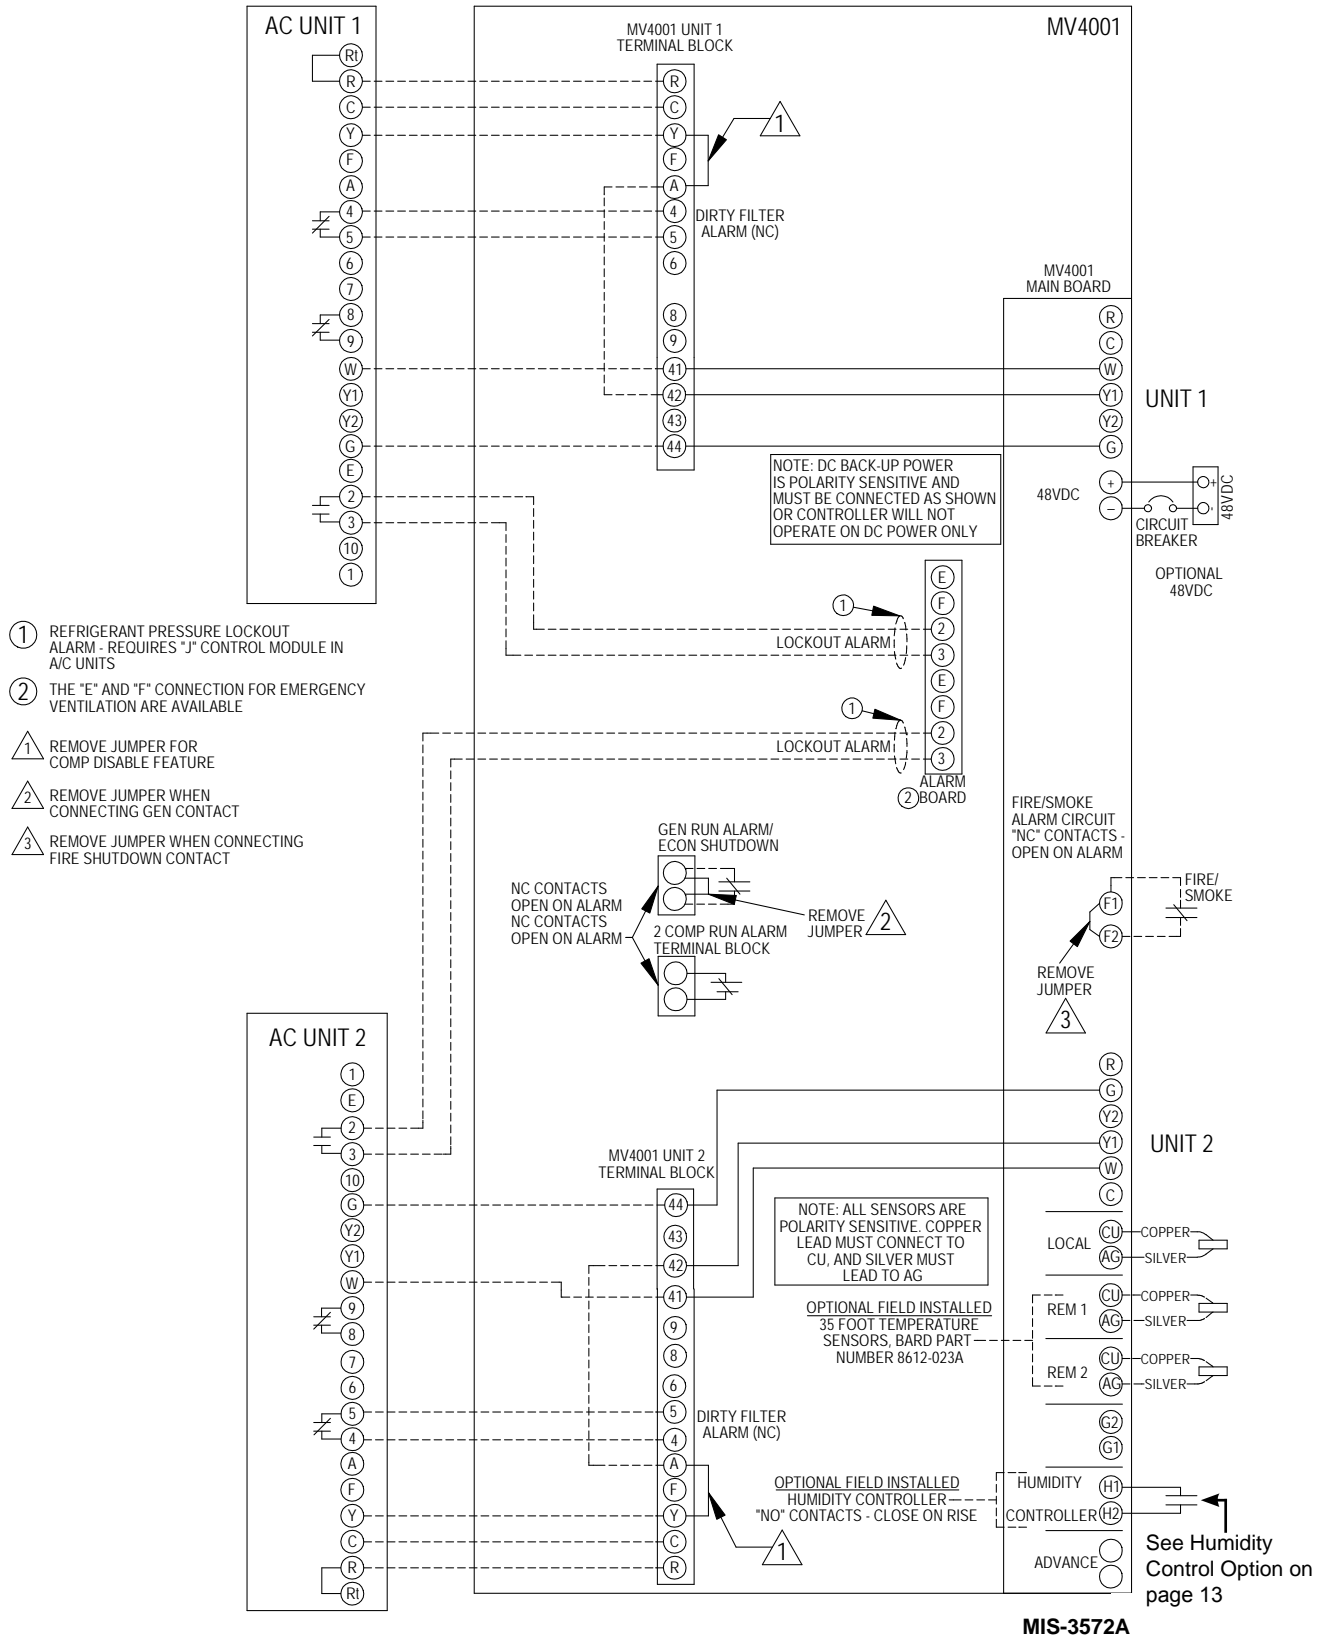 AC UNIT 1
Rt
R
C
Y
F
A
4
5
6
7
8
9
W
Y1
Y2
G
E
2
3
10
1
MV4001 UNIT 1
TERMINAL BLOCK
R
C
Y
F
A
4
5
6
8
9
41
42
43
44
1
DIRTY FILTER
ALARM (NC)
MV4001
MV4001
MAIN BOARD
R
C
W
Y1
Y2
G
UNIT 1
NOTE: DC BACK-UP POWER
IS POLARITY SENSITIVE AND
MUST BE CONNECTED AS SHOWN
OR CONTROLLER WILL NOT
OPERATE ON DC POWER ONLY
48VDC
+
–
CIRCUIT
BREAKER
+
-
48VDC
OPTIONAL
48VDC
E
F
2
3
E
F
2
3
1
LOCKOUT ALARM
1
LOCKOUT ALARM
ALARM
2 BOARD
1 REFRIGERANT PRESSURE LOCKOUT
ALARM - REQUIRES "J" CONTROL MODULE IN
A/C UNITS
2 THE "E" AND "F" CONNECTION FOR EMERGENCY
VENTILATION ARE AVAILABLE
1 REMOVE JUMPER FOR
COMP DISABLE FEATURE
2 REMOVE JUMPER WHEN
CONNECTING GEN CONTACT
3 REMOVE JUMPER WHEN CONNECTING
FIRE SHUTDOWN CONTACT
GEN RUN ALARM/
ECON SHUTDOWN
NC CONTACTS
OPEN ON ALARM
NC CONTACTS
OPEN ON ALARM
REMOVE
JUMPER
2
2 COMP RUN ALARM
TERMINAL BLOCK
FIRE/SMOKE
ALARM CIRCUIT
"NC" CONTACTS -
OPEN ON ALARM
F1
F2
FIRE/
SMOKE
REMOVE
JUMPER
3
AC UNIT 2
1
E
2
3
10
G
Y2
Y1
W
9
8
7
6
5
4
A
F
Y
C
R
Rt
MV4001 UNIT 2
TERMINAL BLOCK
44
43
42
41
9
8
6
5
4
A
F
Y
C
R
DIRTY FILTER
ALARM (NC)
1
R
G
Y2
Y1
W
C
UNIT 2
NOTE: ALL SENSORS ARE
POLARITY SENSITIVE. COPPER
LEAD MUST CONNECT TO
CU, AND SILVER MUST
LEAD TO AG
LOCAL
CU COPPER
AG SILVER
OPTIONAL FIELD INSTALLED
35 FOOT TEMPERATURE
SENSORS, BARD PART
NUMBER 8612-023A
REM 1
CU COPPER
AG SILVER
REM 2
CU COPPER
AG SILVER
G2
G1
OPTIONAL FIELD INSTALLED
HUMIDITY CONTROLLER
"NO" CONTACTS - CLOSE ON RISE
HUMIDITY H1
CONTROLLER H2
ADVANCE
See Humidity
Control Option on
page 13
MIS-3572A